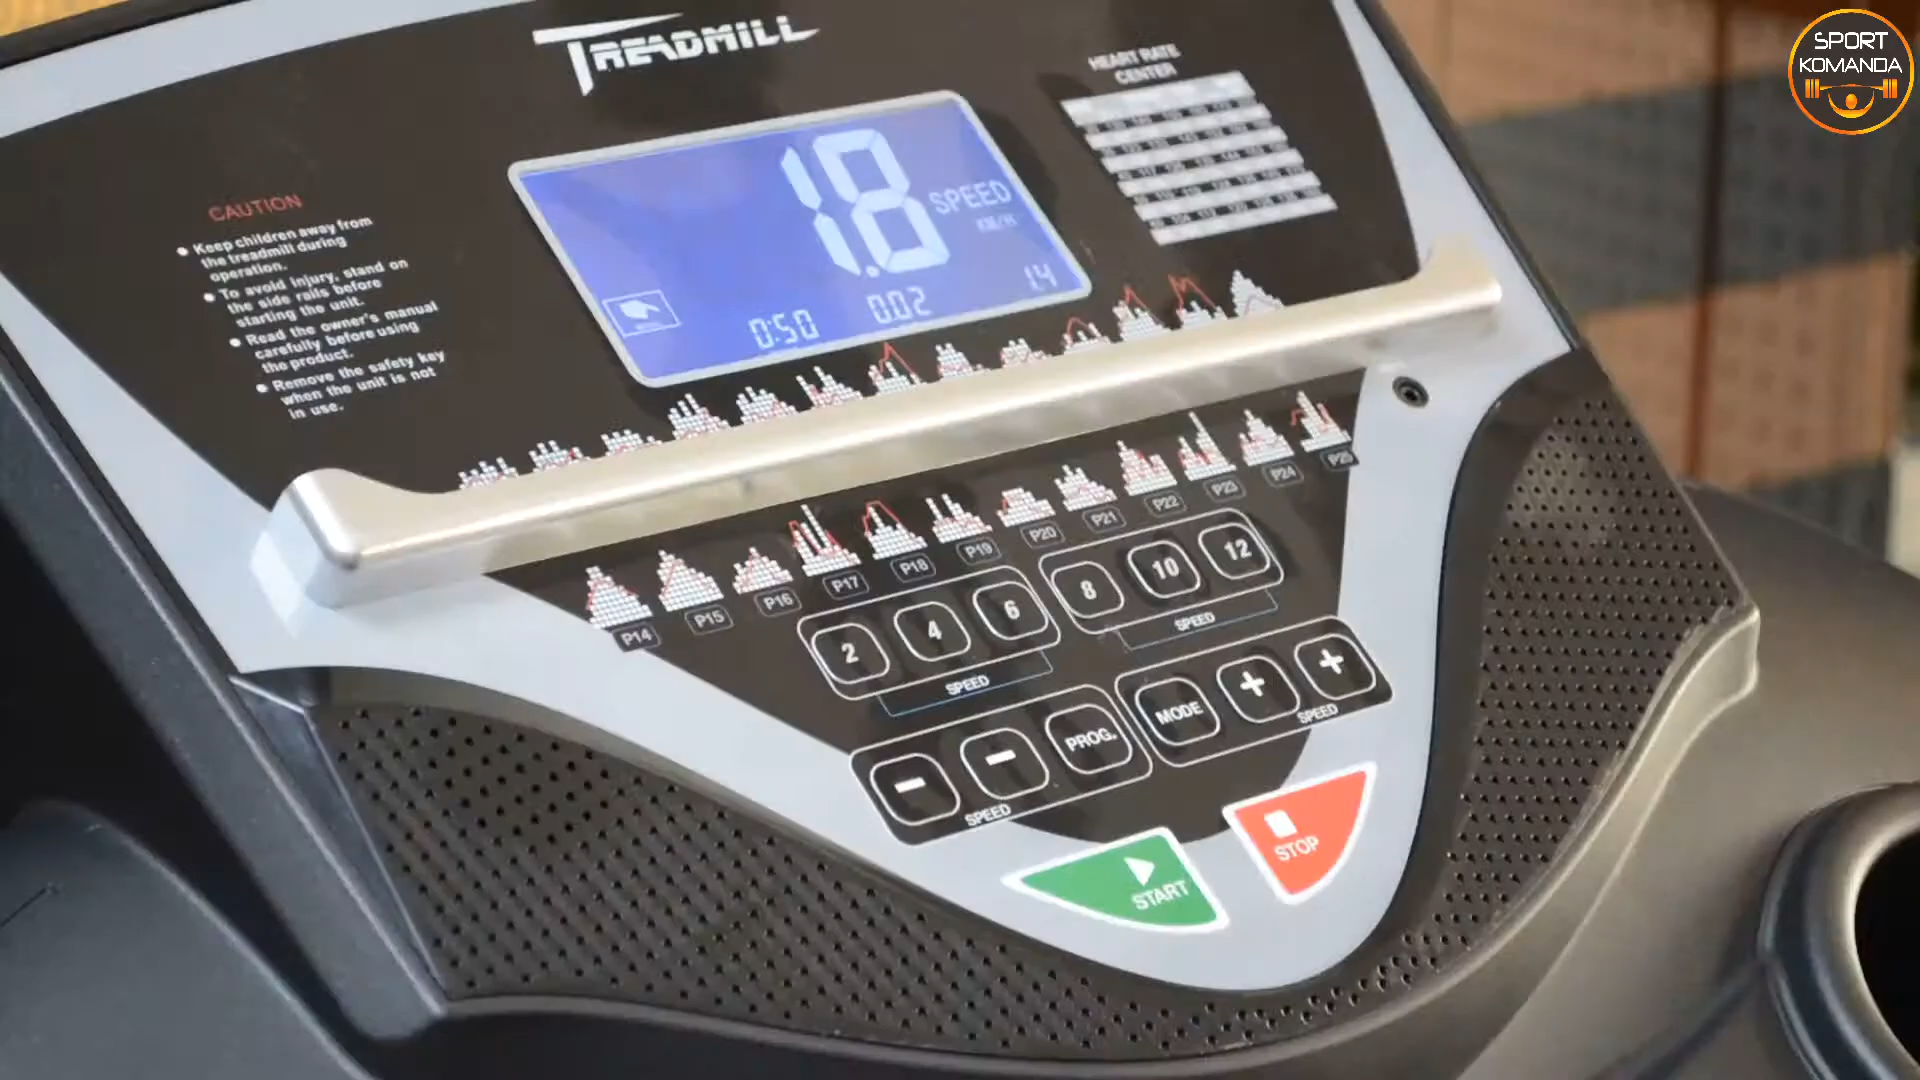 TREADMILL
SPORT
KOMANDA
HEART RATE
CENTER
1.8
SPEED
KM/H
0:50
0.02
1.4
CAUTION
• Keep children away from
the treadmill during
operation.
• To avoid injury, stand on
the side rails before
starting the unit.
• Read the owner's manual
carefully before using
the product.
• Remove the safety key
when the unit is not
in use.
P14
P15
P16
P17
P18
P19
P20
P21
P22
P23
P24
P25
2
4
6
SPEED
8
10
12
SPEED
-
-
PROG.
SPEED
MODE
+
+
SPEED
START
STOP